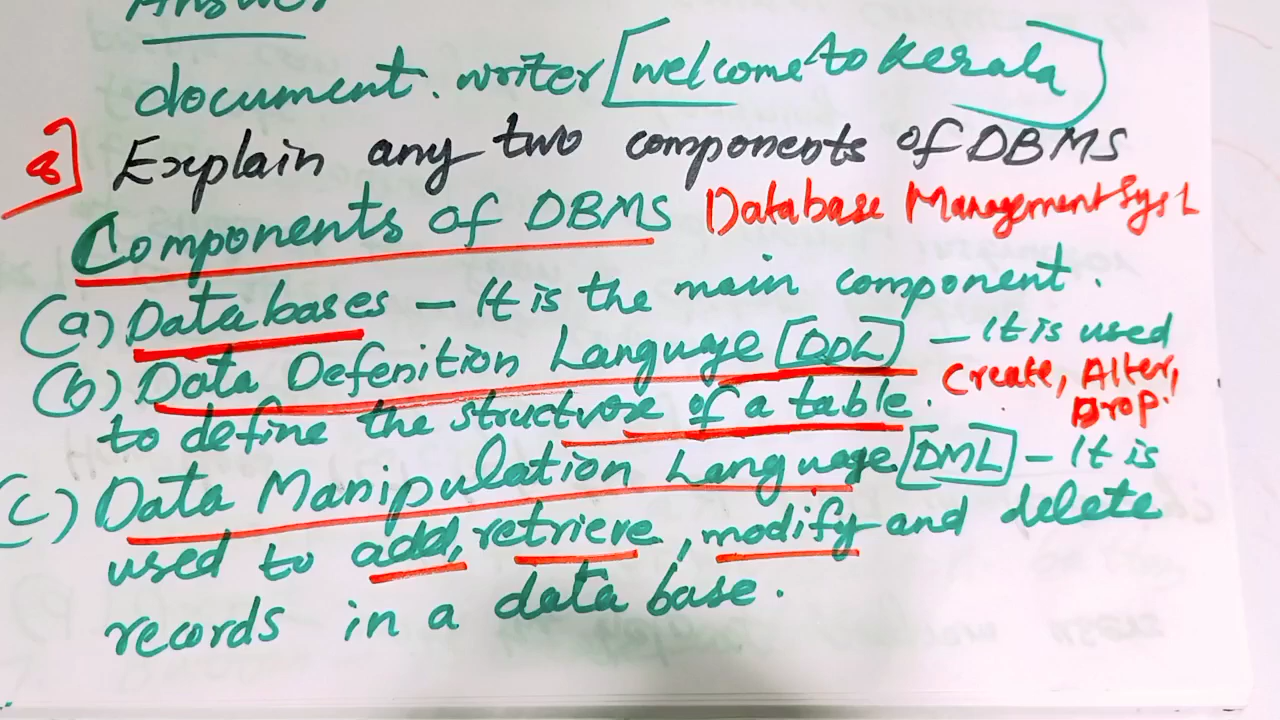 Answer
document. writer [welcome to Kerala]
8] Explain any two components of DBMS
Components of DBMS Database Management Syst
(a) Databases – It is the main component.
(b) Data Defenition Language [DDL] – It is used
to define the structure of a table. Create, Alter,
Drop.
(c) Data Manipulation Language [DML] – It is
used to add, retrieve, modify and delete
records in a data base.